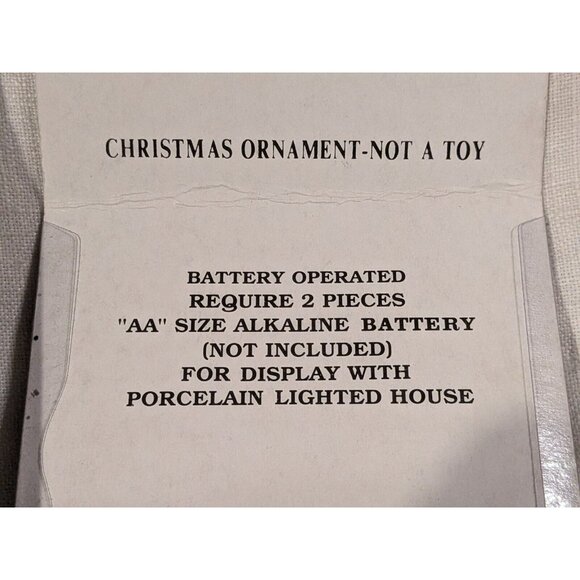 CHRISTMAS ORNAMENT-NOT A TOY
BATTERY OPERATED
REQUIRE 2 PIECES
"AA" SIZE ALKALINE BATTERY
(NOT INCLUDED)
FOR DISPLAY WITH
PORCELAIN LIGHTED HOUSE